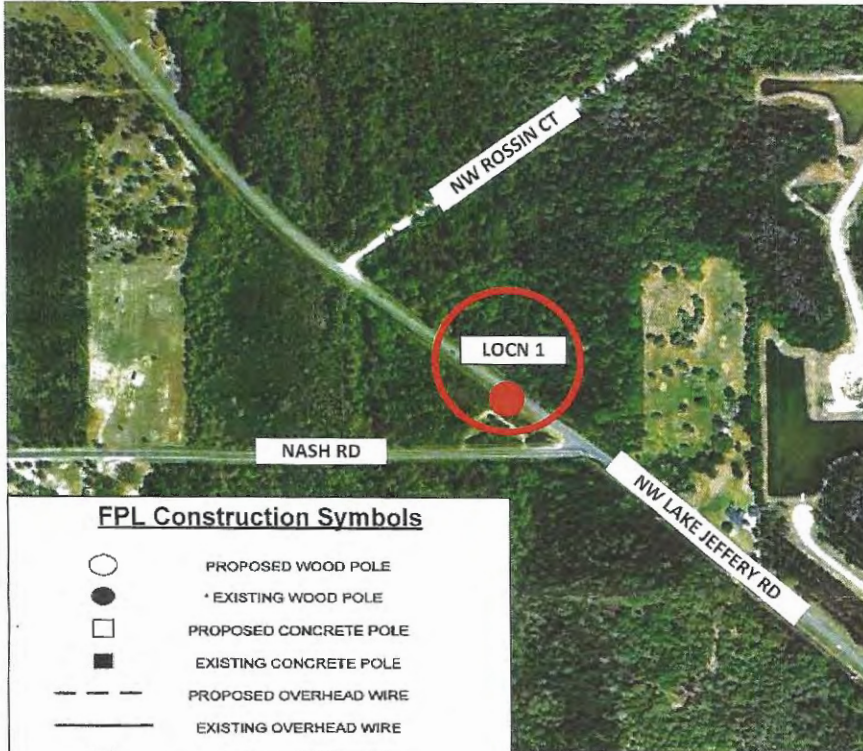 NW ROSSIN CT
LOCN 1
NASH RD
NW LAKE JEFFERY RD
FPL Construction Symbols
PROPOSED WOOD POLE
* EXISTING WOOD POLE
PROPOSED CONCRETE POLE
EXISTING CONCRETE POLE
PROPOSED OVERHEAD WIRE
EXISTING OVERHEAD WIRE